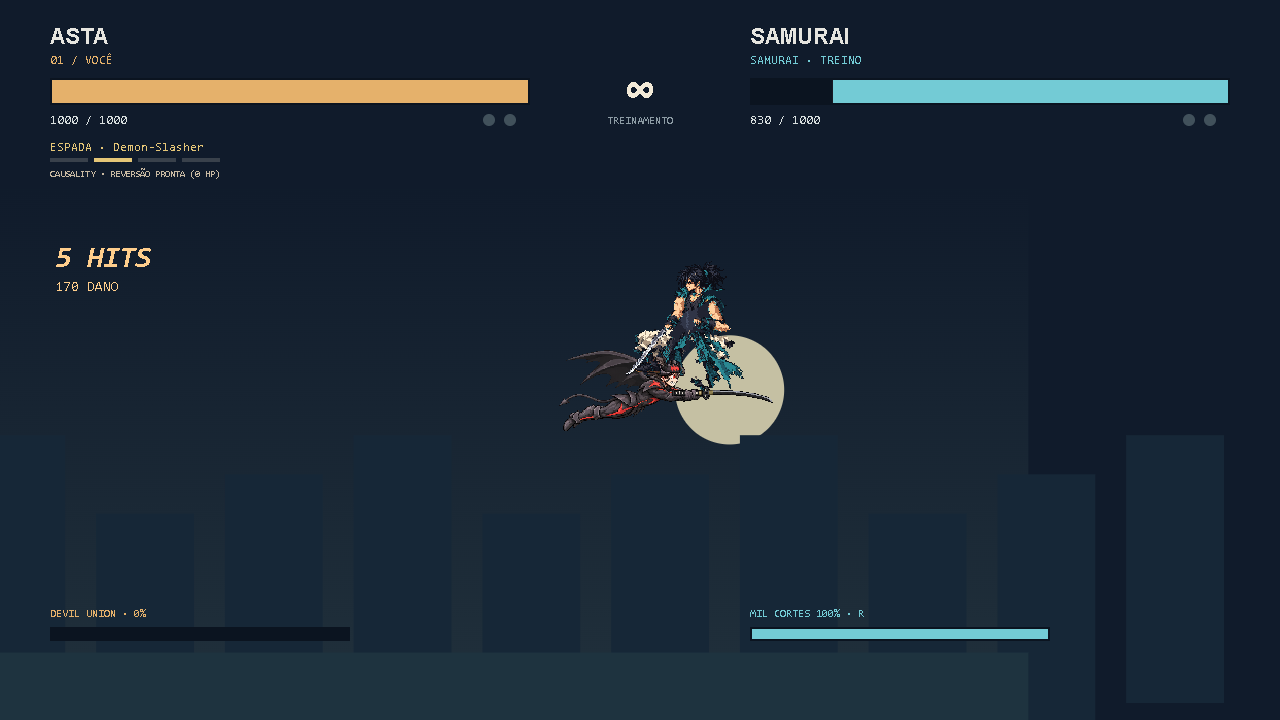 ASTA
01 / VOCÊ
1000 / 1000
ESPADA · Demon-Slasher
CAUSALITY · REVERSÃO PRONTA (0 HP)
∞
TREINAMENTO
SAMURAI
SAMURAI · TREINO
830 / 1000
5 HITS
170 DANO
DEVIL UNION · 0%
MIL CORTES 100% · R